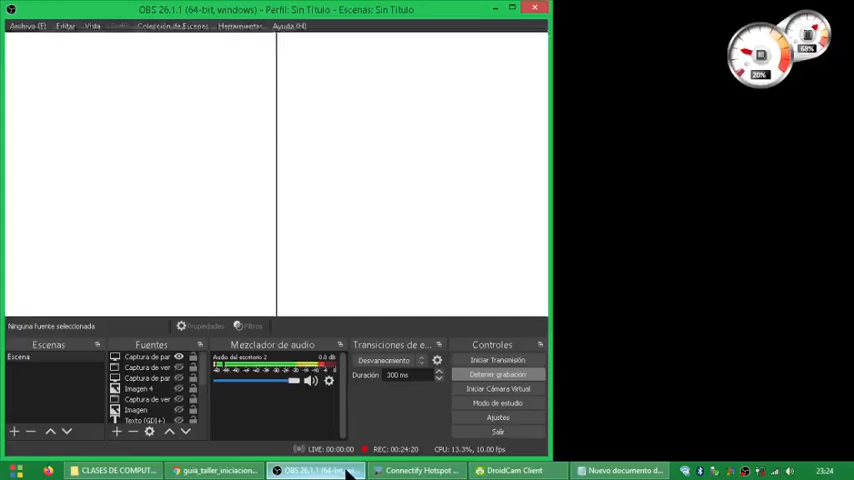 OBS 26.1.1 (64-bit, windows) - Perfil: Sin Título - Escenas: Sin Título
Archivo (F) Editar Vista Colección de Escenas Herramientas Ayuda (H)
20%
68%
Ninguna fuente seleccionada Propiedades Filtros
Escenas Fuentes Mezclador de audio Transiciones de e... Controles
Escena
Captura de par
Captura de ver
Captura de par
Imagen 4
Captura de ver
Imagen
Texto (GDI+)
Audio del escritorio 2 0.0 dB
Desvanecimiento
Duración 300 ms
Iniciar Transmisión
Detener grabación
Iniciar Cámara Virtual
Modo de estudio
Ajustes
Salir
LIVE: 00:00:00 REC: 00:24:20 CPU: 13.3%, 10.00 fps
CLASES DE COMPUT... guia_taller_iniciacion... OBS 26.1.1 (64-bit, Connectify Hotspot ... DroidCam Client Nuevo documento d... 23:24